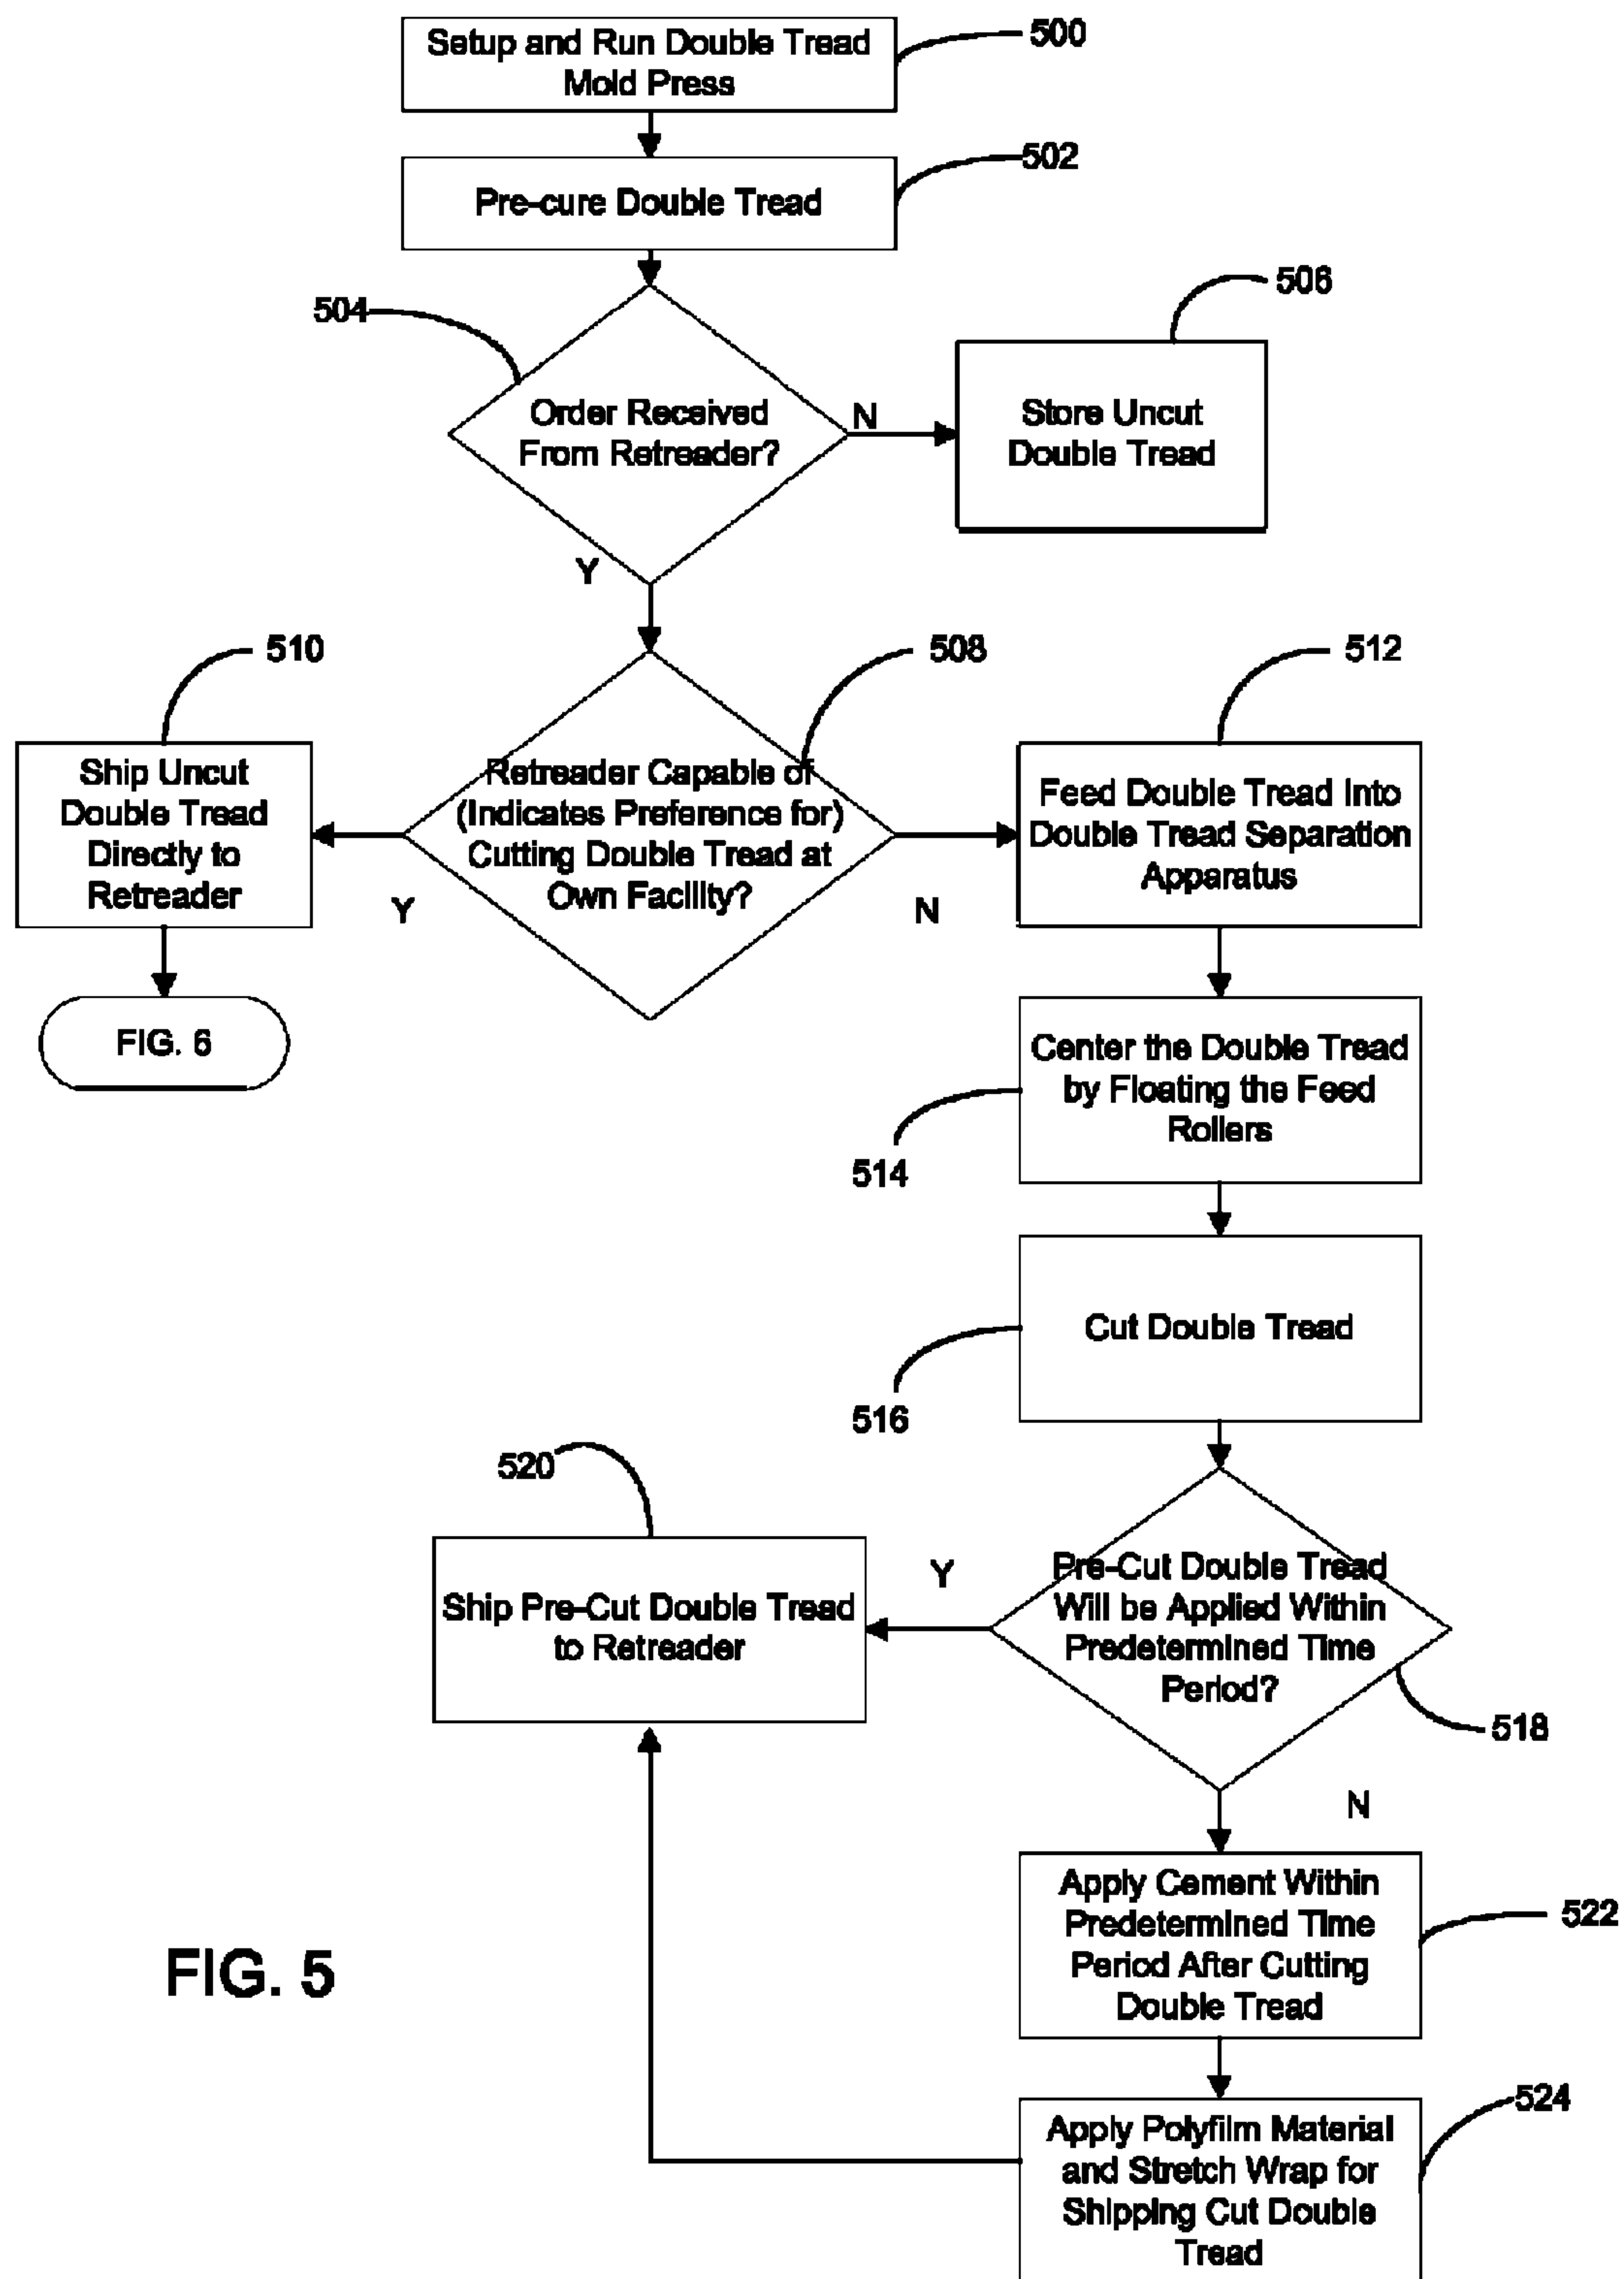 Setup and Run Double Tread
Mold Press
500
Pre-cure Double Tread
502
504
Order Received
From Retreader?
N
Y
506
Store Uncut
Double Tread
510
Ship Uncut
Double Tread
Directly to
Retreader
FIG. 6
508
Retreader Capable of
(Indicates Preference for)
Cutting Double Tread at
Own Facility?
Y
N
512
Feed Double Tread Into
Double Tread Separation
Apparatus
Center the Double Tread
by Floating the Feed
Rollers
514
Cut Double Tread
516
520
Ship Pre-Cut Double Tread
to Retreader
Y
Pre-Cut Double Tread
Will be Applied Within
Predetermined Time
Period?
518
N
Apply Cement Within
Predetermined Time
Period After Cutting
Double Tread
522
FIG. 5
524
Apply Polyfilm Material
and Stretch Wrap for
Shipping Cut Double
Tread